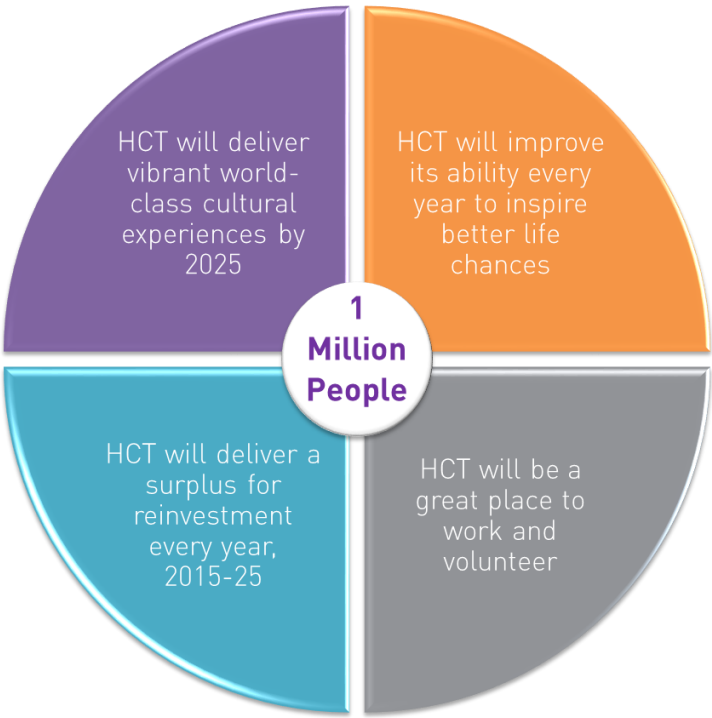 HCT will deliver
vibrant world-
class cultural
experiences by
2025
HCT will improve
its ability every
year to inspire
better life
chances
1
Million
People
HCT will deliver a
surplus for
reinvestment
every year,
2015-25
HCT will be a
great place to
work and
volunteer